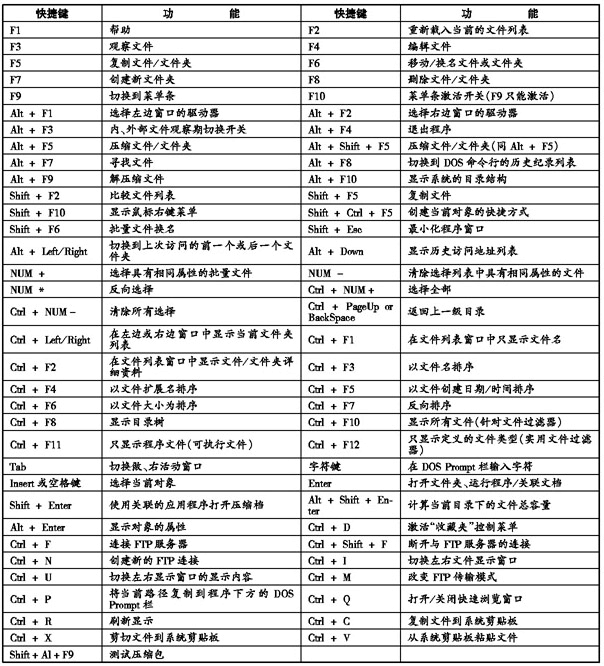 快捷键 功 能 快捷键 功 能
F1 帮助 F2 重新载入当前的文件列表
F3 观察文件 F4 编辑文件
F5 复制文件/文件夹 F6 移动/换名文件或文件夹
F7 创建新文件夹 F8 删除文件/文件夹
F9 切换到菜单条 F10 菜单条激活开关(F9 只能激活)
Alt + F1 选择左边窗口的驱动器 Alt + F2 选择右边窗口的驱动器
Alt + F3 内、外部文件观察期切换开关 Alt + F4 退出程序
Alt + F5 压缩文件/文件夹 Alt + Shift + F5 压缩文件/文件夹(同 Alt + F5)
Alt + F7 寻找文件 Alt + F8 切换到 DOS 命令行的历史纪录列表
Alt + F9 解压缩文件 Alt + F10 显示系统的目录结构
Shift + F2 比较文件列表 Shift + F5 复制文件
Shift + F10 显示鼠标右键菜单 Shift + Ctrl + F5 创建当前对象的快捷方式
Shift + F6 批量文件换名 Shift + Esc 最小化程序窗口
Alt + Left/Right 切换到上次访问的前一个或后一个文
件夹 Alt + Down 显示历史访问地址列表
NUM + 选择具有相同属性的批量文件 NUM - 清除选择列表中具有相同属性的文件
NUM * 反向选择 Ctrl + NUM + 选择全部
Ctrl + NUM - 清除所有选择 Ctrl + PageUp or
BackSpace 返回上一级目录
Ctrl + Left/Right 在左边或右边窗口中显示当前文件夹
列表 Ctrl + F1 在文件列表窗口中只显示文件名
Ctrl + F2 在文件列表窗口中显示文件/文件夹详
细资料 Ctrl + F3 以文件名排序
Ctrl + F4 以文件扩展名排序 Ctrl + F5 以文件创建日期/时间排序
Ctrl + F6 以文件大小为排序 Ctrl + F7 反向排序
Ctrl + F8 显示目录树 Ctrl + F10 显示所有文件(针对文件过滤器)
Ctrl + F11 只显示程序文件(可执行文件) Ctrl + F12 只显示定义的文件类型(实用文件过滤
器)
Tab 切换做、右活动窗口 字符键 在 DOS Prompt 栏输入字符
Insert 或空格键 选择当前对象 Enter 打开文件夹、运行程序/关联文档
Shift + Enter 使用关联的应用程序打开压缩档 Alt + Shift + En-
ter 计算当前目录下的文件总容量
Alt + Enter 显示对象的属性 Ctrl + D 激活“收藏夹”控制菜单
Ctrl + F 连接 FTP 服务器 Ctrl + Shift + F 断开与 FTP 服务器的连接
Ctrl + N 创建新的 FTP 连接 Ctrl + I 切换左右文件显示窗口
Ctrl + U 切换左右显示窗口的显示内容 Ctrl + M 改变 FTP 传输模式
Ctrl + P 将当前路径复制到程序下方的 DOS
Prompt 栏 Ctrl + Q 打开/关闭快速浏览窗口
Ctrl + R 刷新显示 Ctrl + C 复制文件到系统剪贴板
Ctrl + X 剪切文件到系统剪贴板 Ctrl + V 从系统剪贴板粘贴文件
Shift + Al + F9 测试压缩包